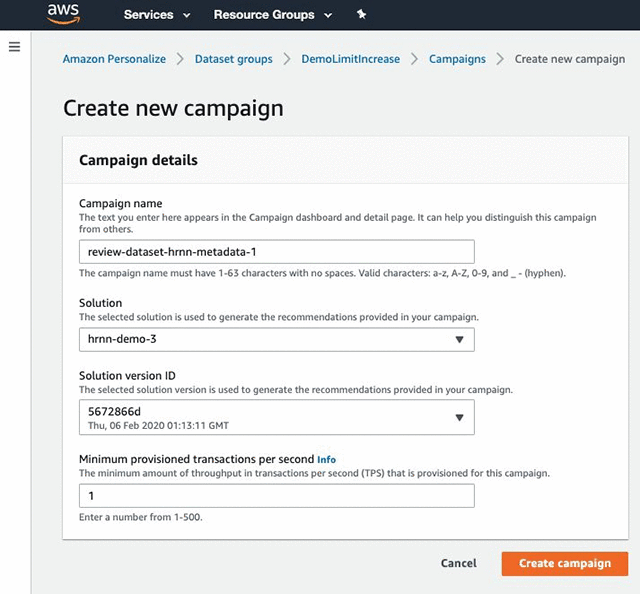 aws
Services
Resource Groups
Amazon Personalize
Dataset groups
DemoLimitIncrease
Campaigns
Create new campaign
Create new campaign
Campaign details
Campaign name
The text you enter here appears in the Campaign dashboard and detail page. It can help you distinguish this campaign
from others.
review-dataset-hrnn-metadata-1
The campaign name must have 1-63 characters with no spaces. Valid characters: a-z, A-Z, 0-9, and _ - (hyphen).
Solution
The selected solution is used to generate the recommendations provided in your campaign.
hrnn-demo-3
Solution version ID
The selected solution version is used to generate the recommendations provided in your campaign.
5672866d
Thu, 06 Feb 2020 01:13:11 GMT
Minimum provisioned transactions per second Info
The minimum amount of throughput in transactions per second (TPS) that is provisioned for this campaign.
1
Enter a number from 1-500.
Cancel
Create campaign